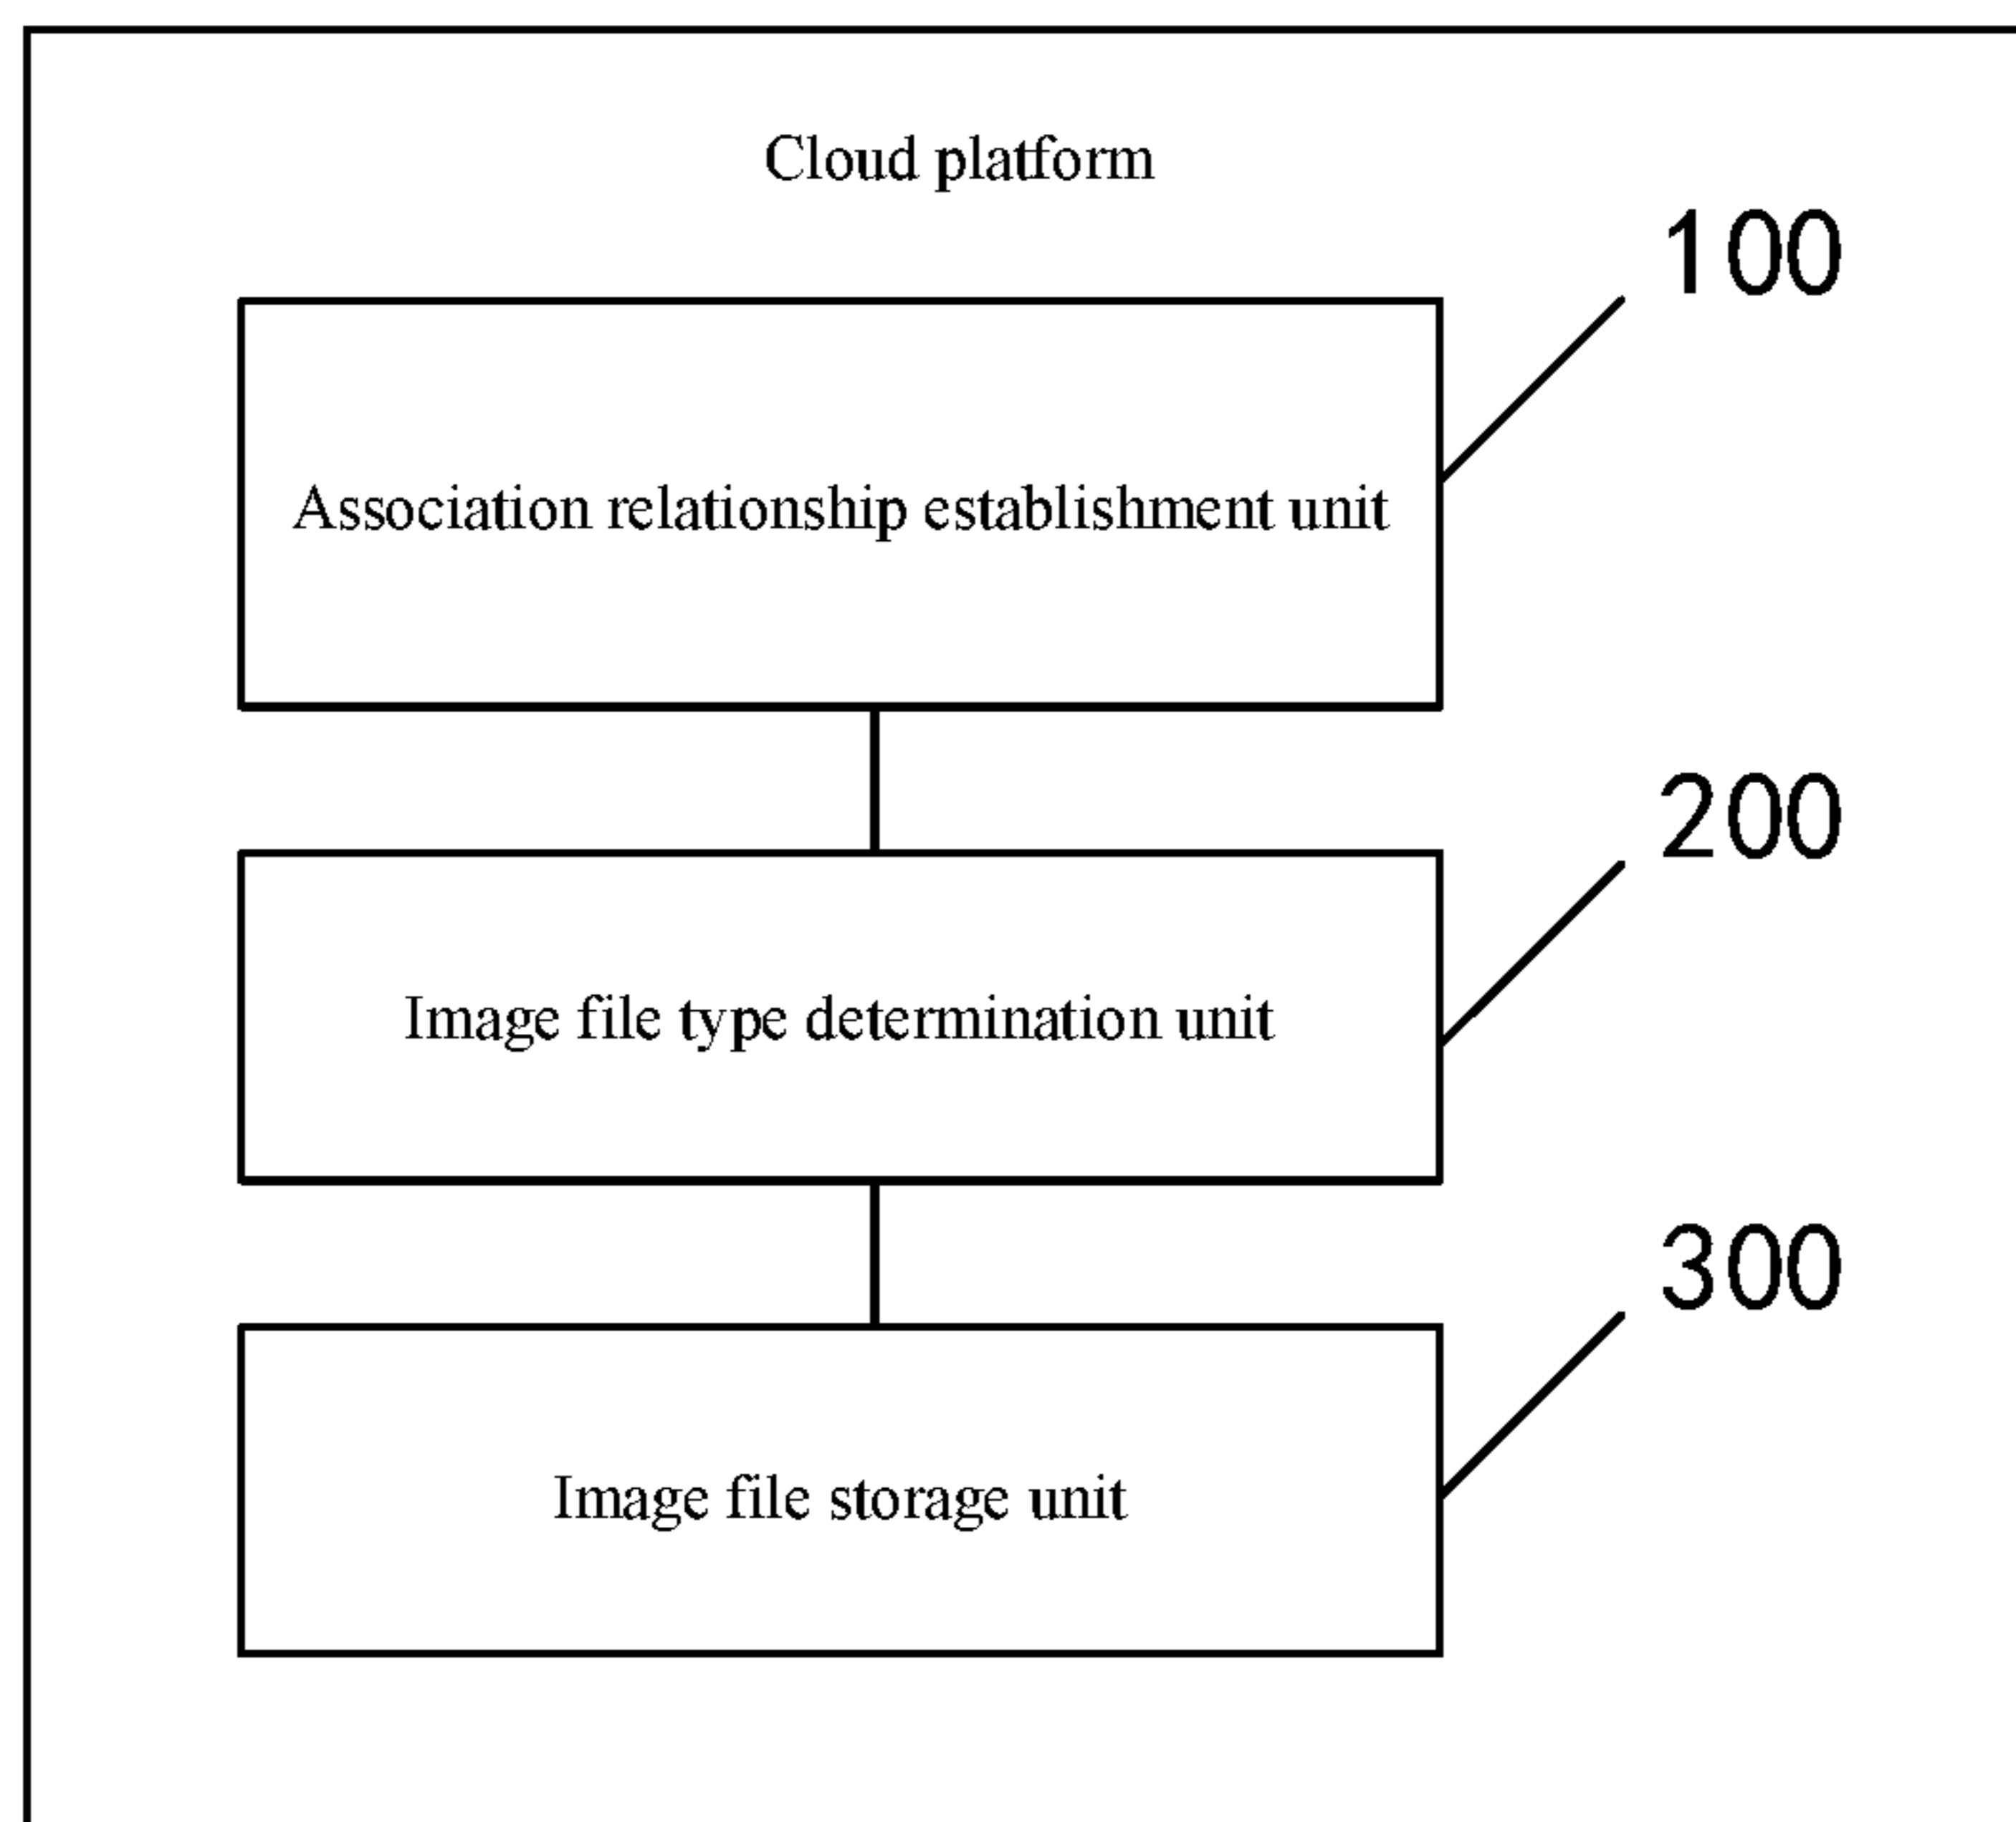 Cloud platform
100
Association relationship establishment unit
200
Image file type determination unit
300
Image file storage unit